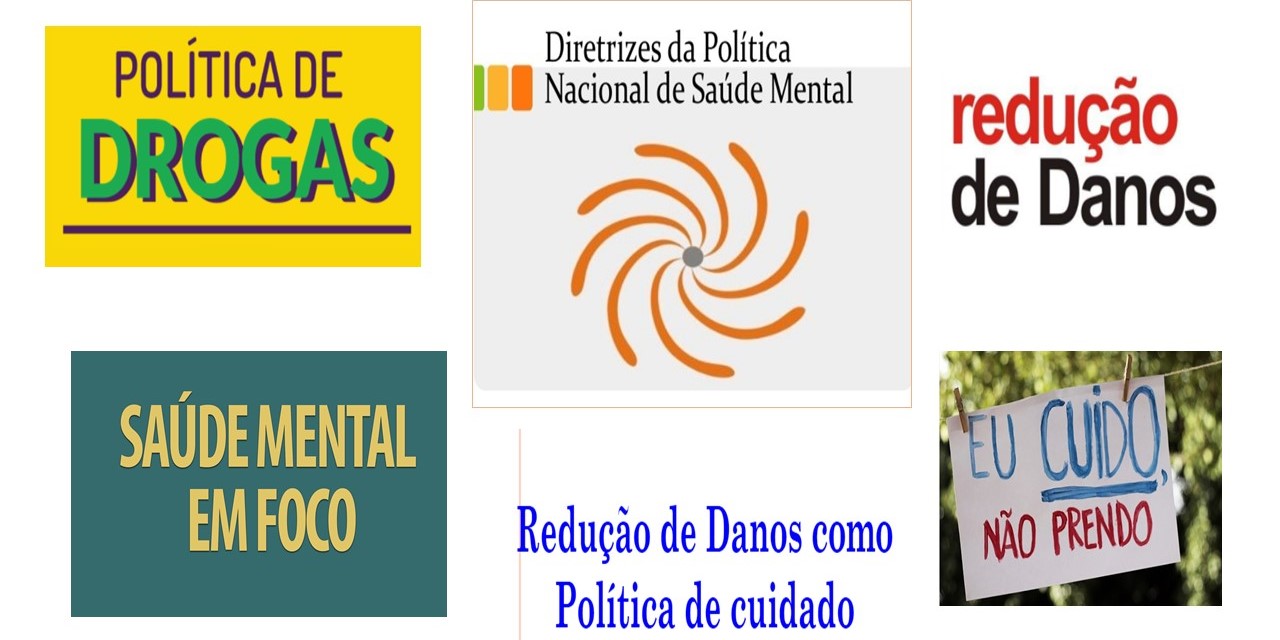 POLÍTICA DE
DROGAS
Diretrizes da Política
Nacional de Saúde Mental
redução
de Danos
SAÚDE MENTAL
EM FOCO
Redução de Danos como
Política de cuidado
EU CUIDO,
NÃO PRENDO